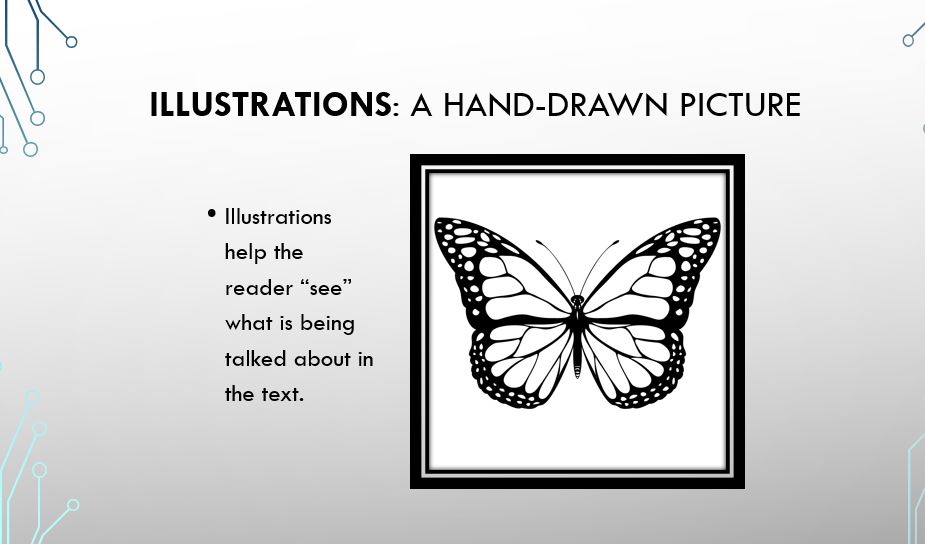 ILLUSTRATIONS: A HAND-DRAWN PICTURE
• Illustrations
help the
reader “see”
what is being
talked about in
the text.